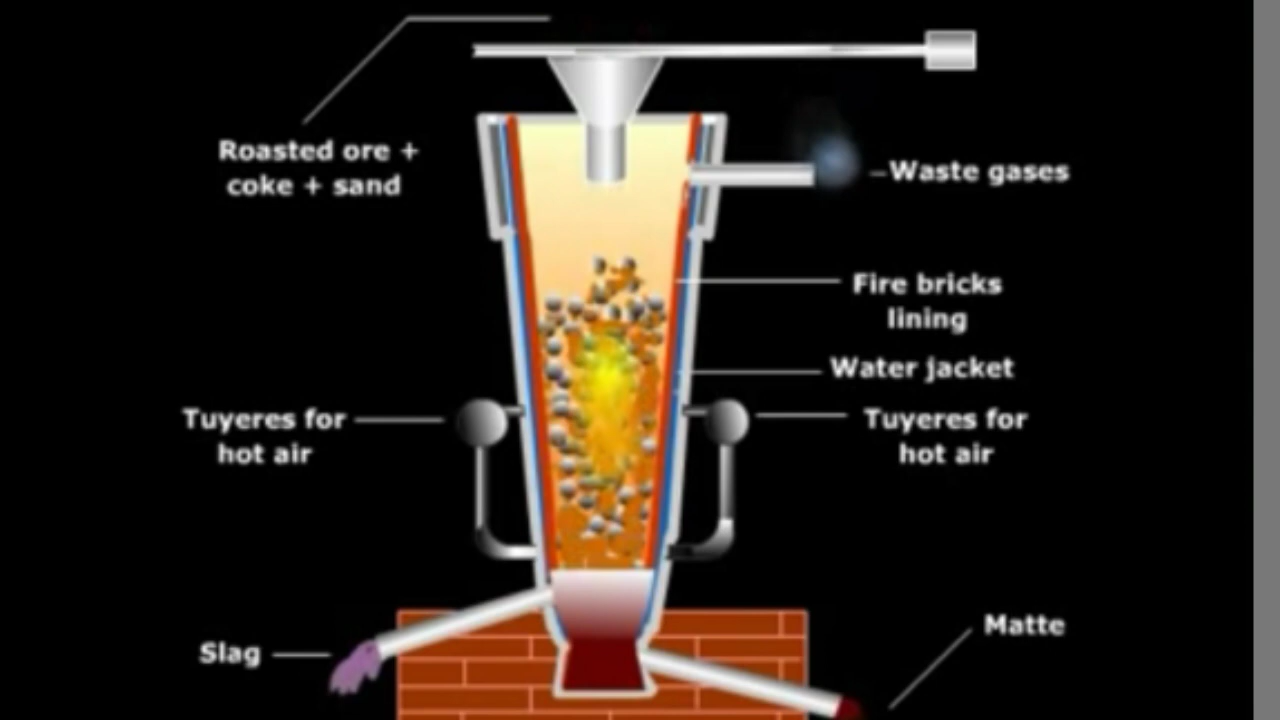 Roasted ore +
coke + sand
Waste gases
Fire bricks
lining
Water jacket
Tuyeres for
hot air
Tuyeres for
hot air
Matte
Slag